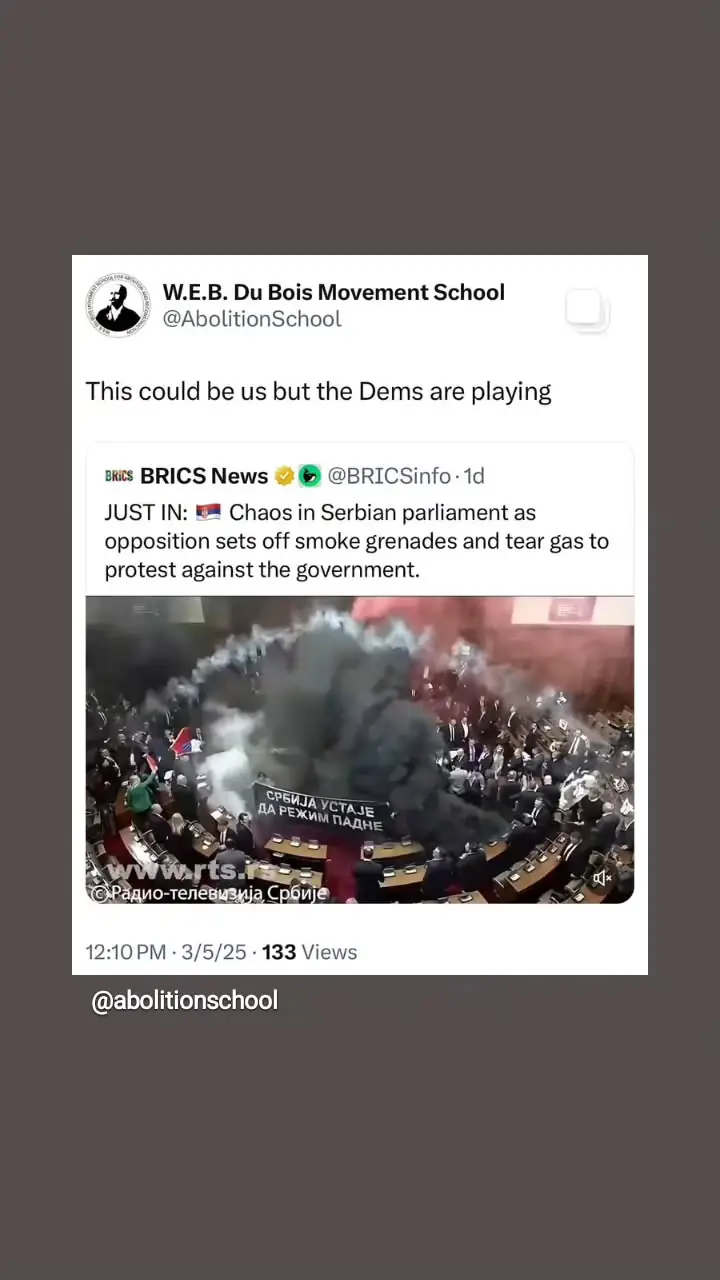 W.E.B. Du Bois Movement School
@AbolitionSchool
This could be us but the Dems are playing
BRICS
BRICS News @BRICSinfo · 1d
JUST IN: 🇷🇸 Chaos in Serbian parliament as
opposition sets off smoke grenades and tear gas to
protest against the government.
СРБИЈА УСТАЈЕ
ДА РЕЖИМ ПАДНЕ
www.rts.rs
©Радио-телевизија Србије
12:10 PM · 3/5/25 · 133 Views
@abolitionschool